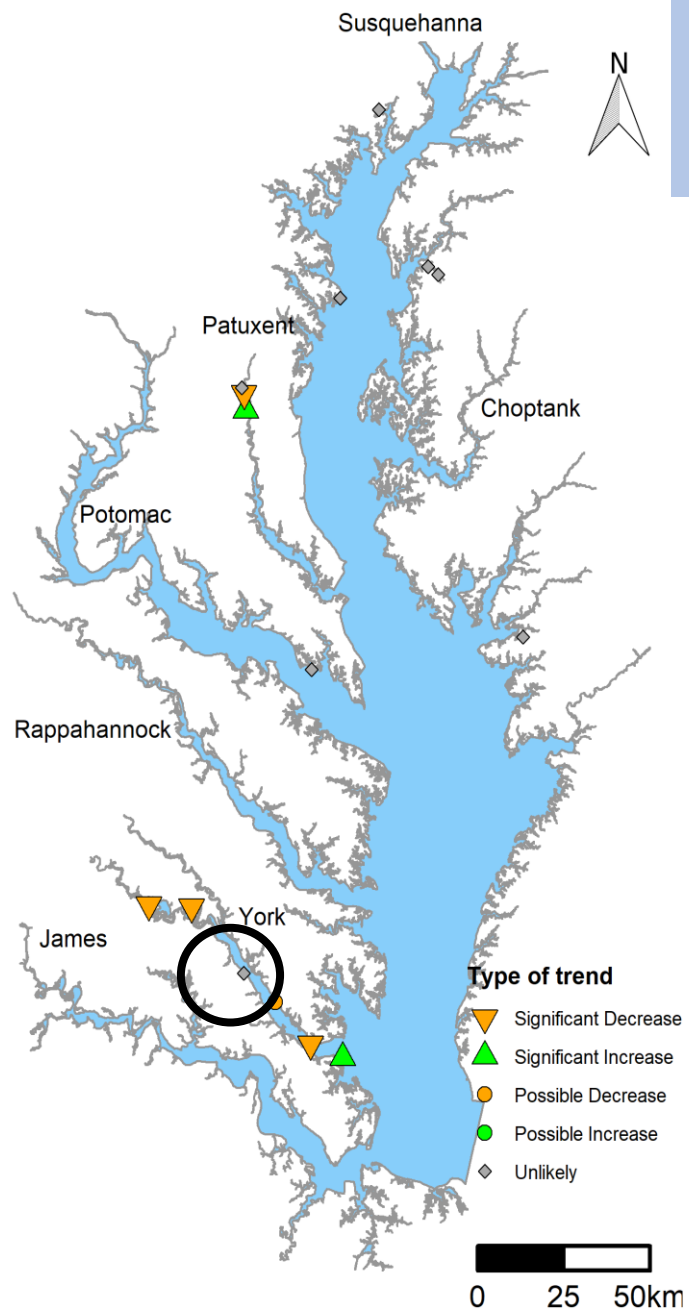 Susquehanna
N
Patuxent
Choptank
Potomac
Rappahannock
York
James
Type of trend
Significant Decrease
Significant Increase
Possible Decrease
Possible Increase
Unlikely
0 25 50km